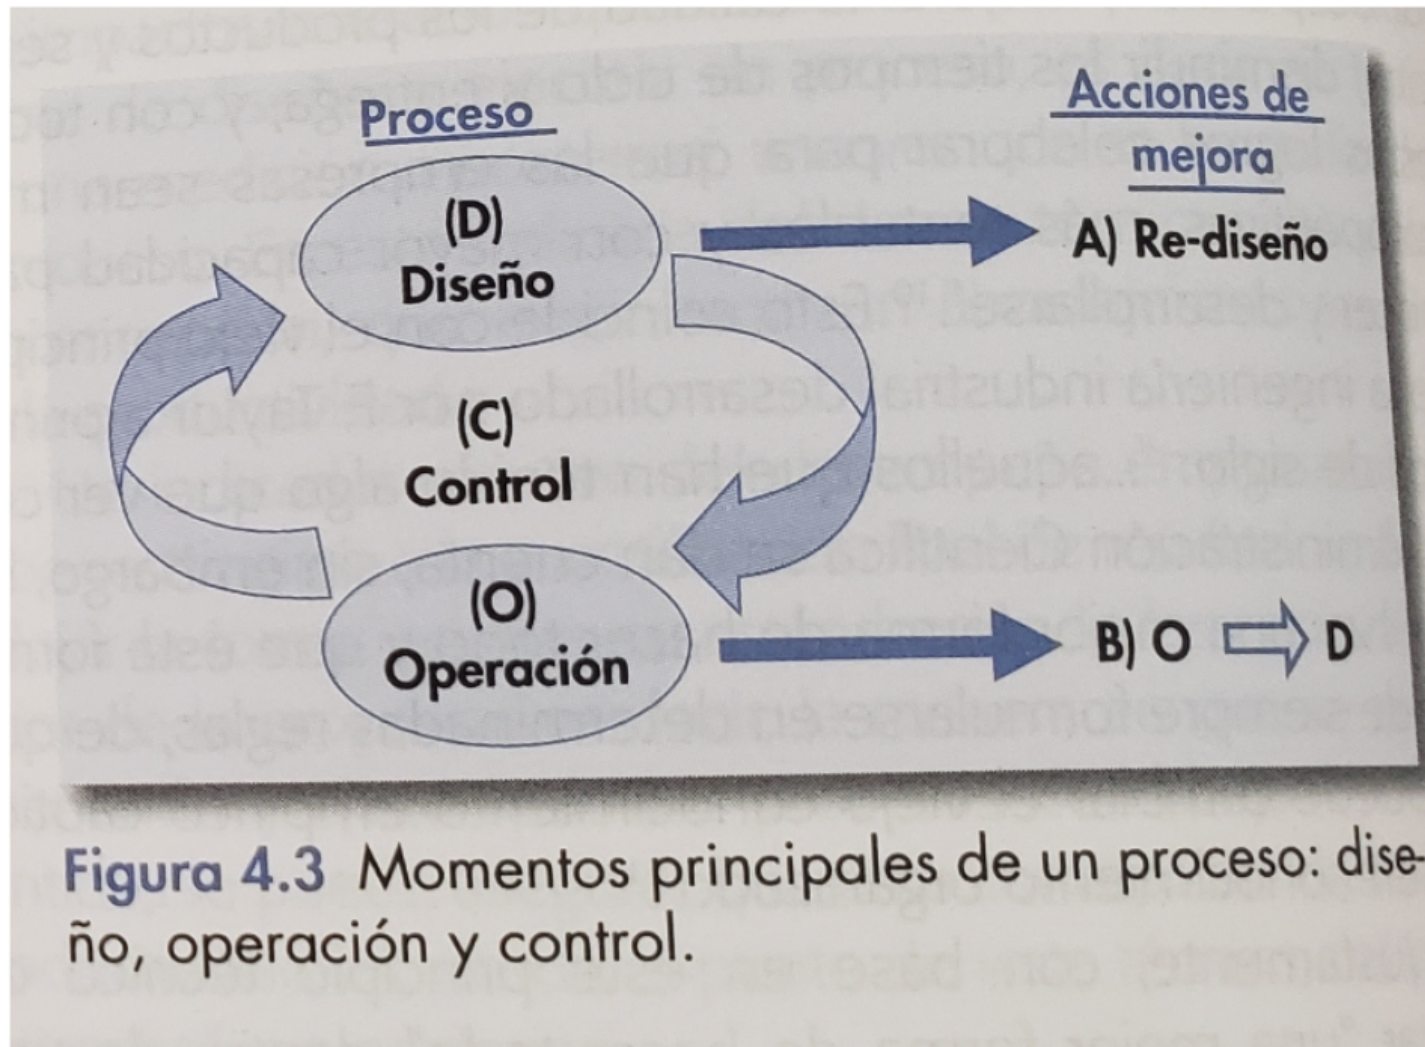 Proceso
Acciones de
mejora
(D)
Diseño
A) Re-diseño
(C)
Control
(O)
Operación
B) O D
Figura 4.3 Momentos principales de un proceso: dise-
ño, operación y control.